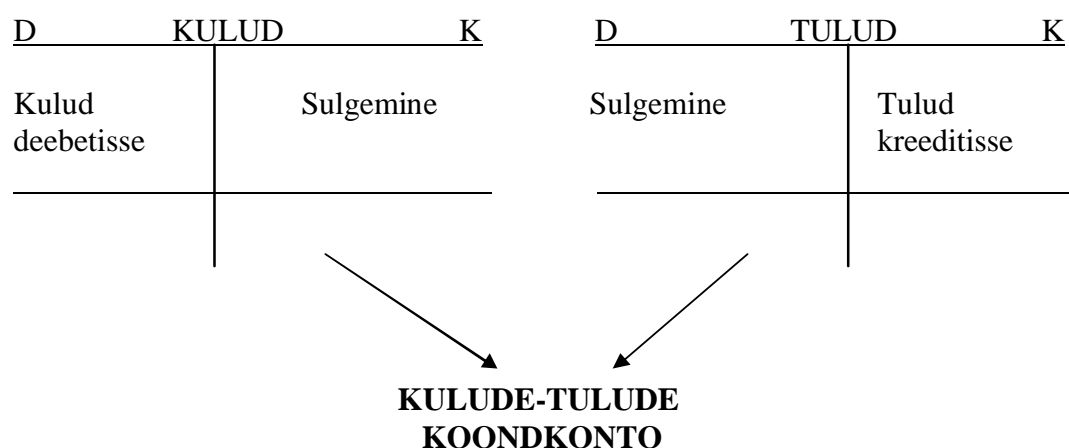 D KULUD K
D TULUD K
Kulud
deebetisse
Sulgemine
Sulgemine
Tulud
kreeditisse
KULUDE-TULUDE
KOONDKONTO